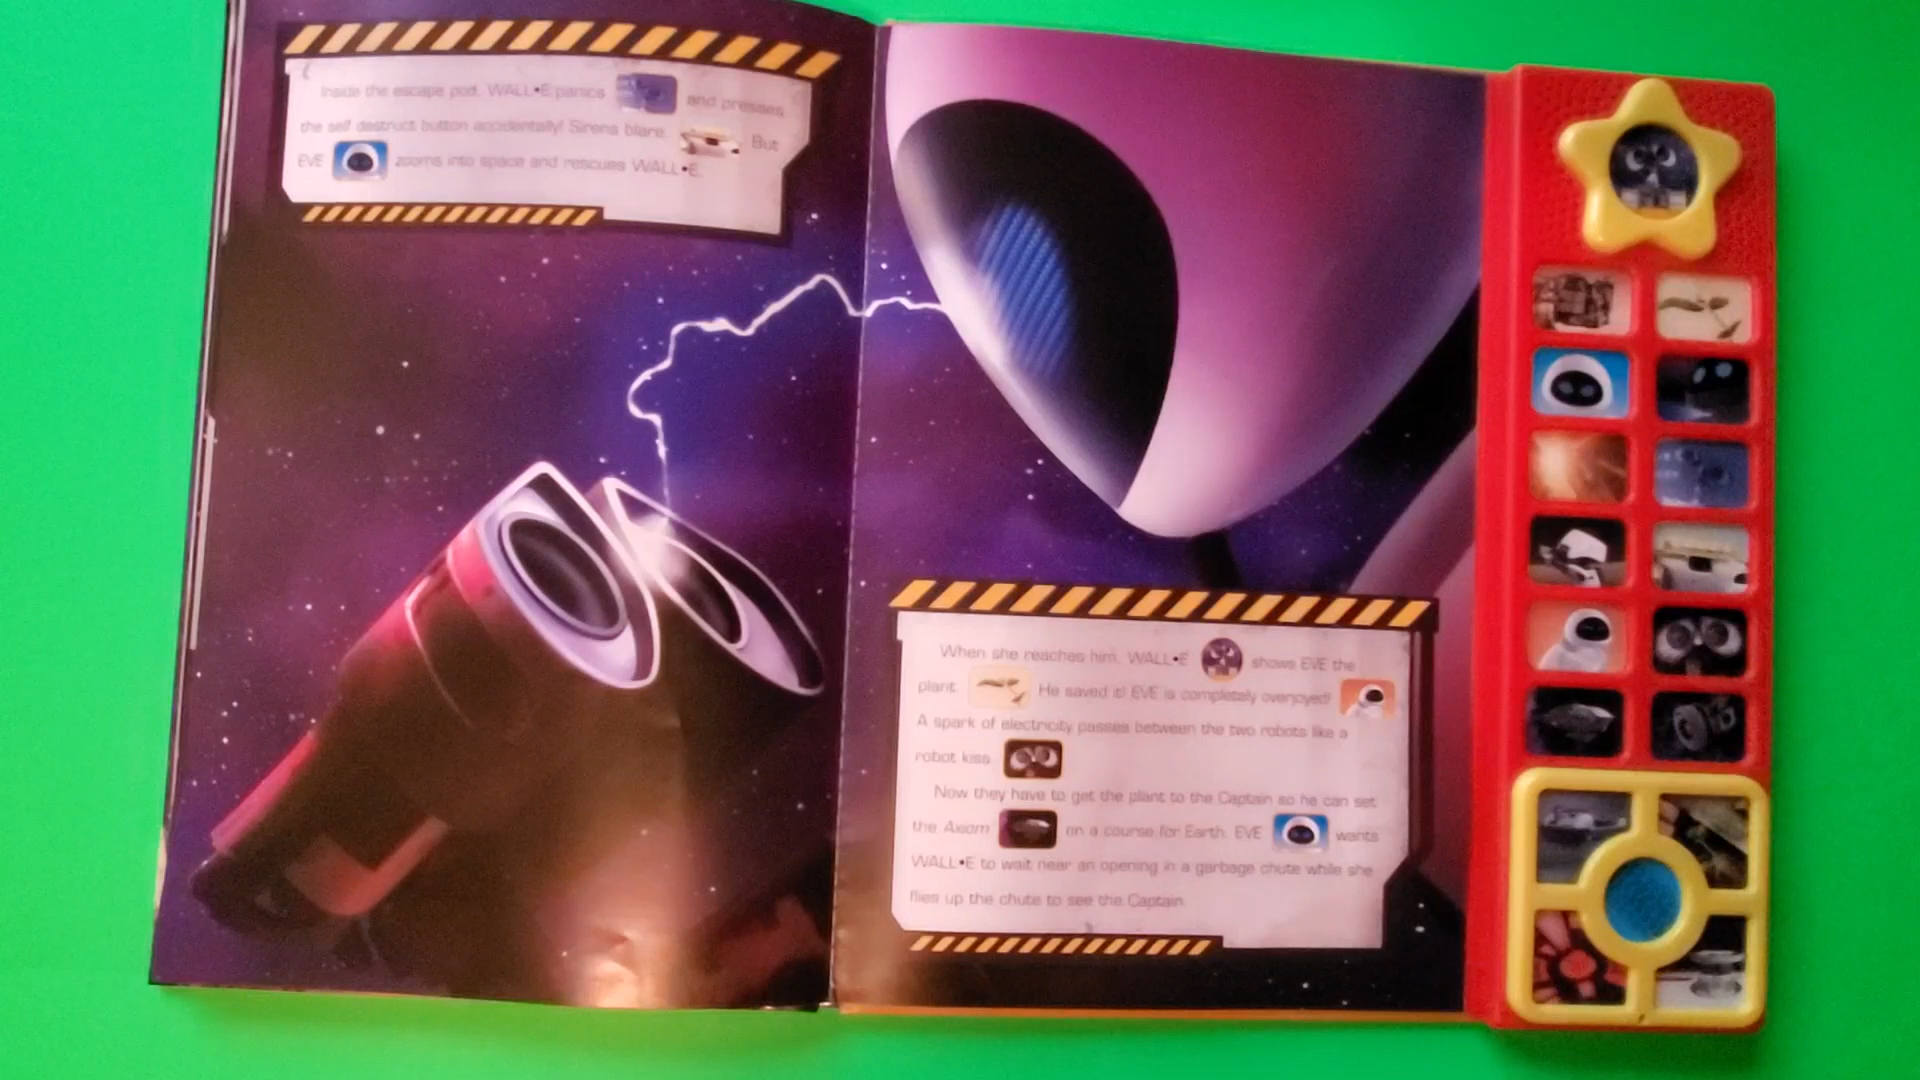 Inside the escape pod, WALL•E panics and presses
the self destruct button accidentally! Sirens blare. But
EVE zooms into space and rescues WALL•E.
When she reaches him, WALL•E shows EVE the
plant. He saved it! EVE is completely overjoyed!
A spark of electricity passes between the two robots like a
robot kiss.
Now they have to get the plant to the Captain so he can set
the Axiom on a course for Earth. EVE wants
WALL•E to wait near an opening in a garbage chute while she
flies up the chute to see the Captain.